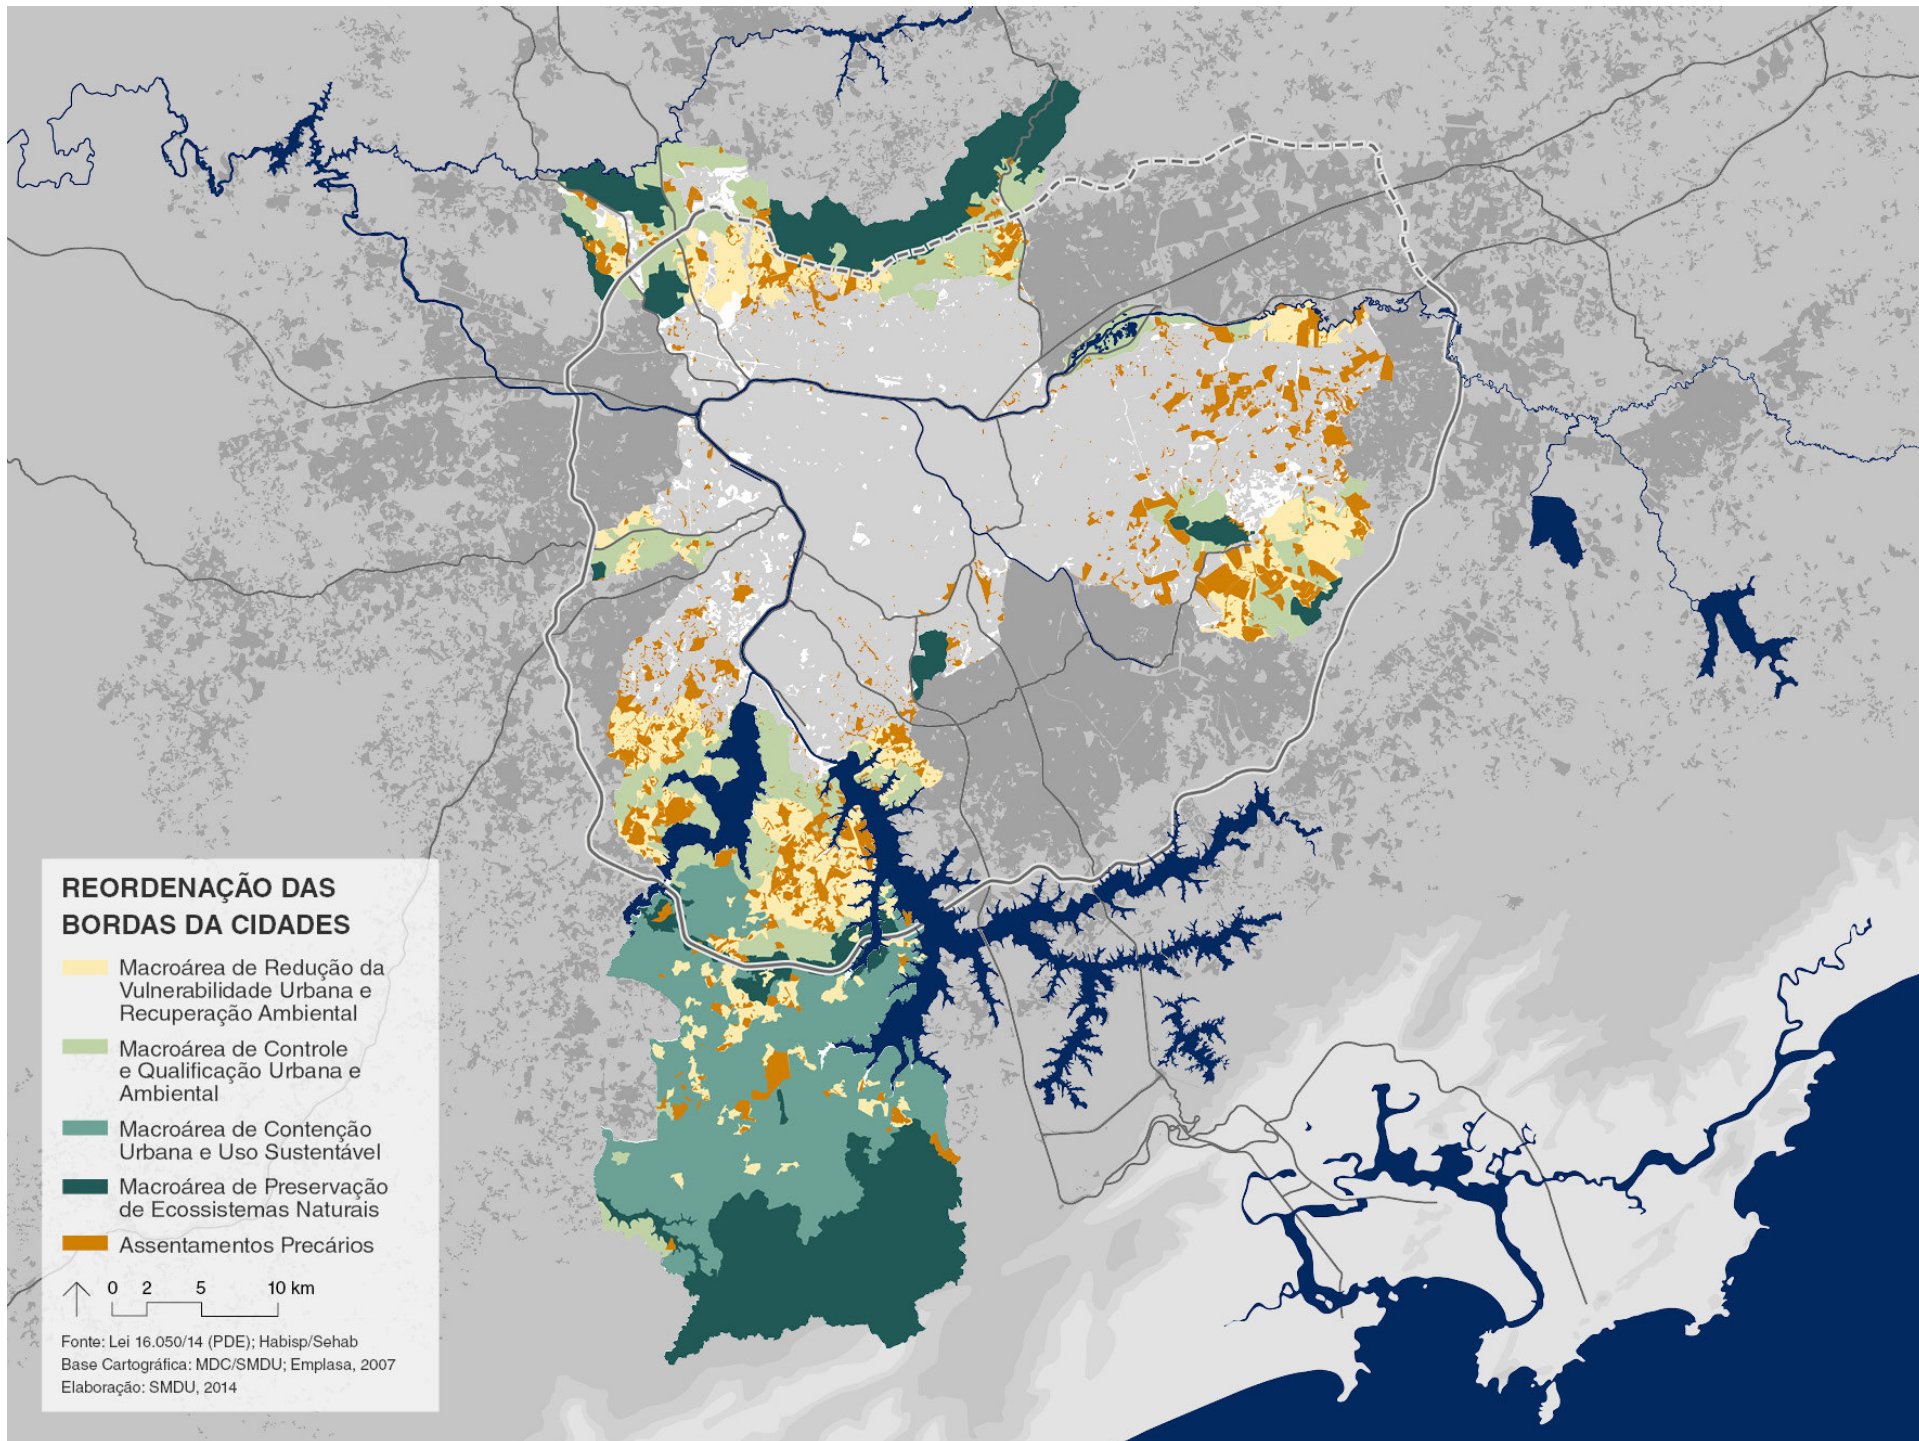 REORDENAÇÃO DAS
BORDAS DA CIDADES
Macroárea de Redução da
Vulnerabilidade Urbana e
Recuperação Ambiental
Macroárea de Controle
e Qualificação Urbana e
Ambiental
Macroárea de Contenção
Urbana e Uso Sustentável
Macroárea de Preservação
de Ecossistemas Naturais
Assentamentos Precários
0 2 5 10 km
Fonte: Lei 16.050/14 (PDE); Habisp/Sehab
Base Cartográfica: MDC/SMDU; Emplasa, 2007
Elaboração: SMDU, 2014